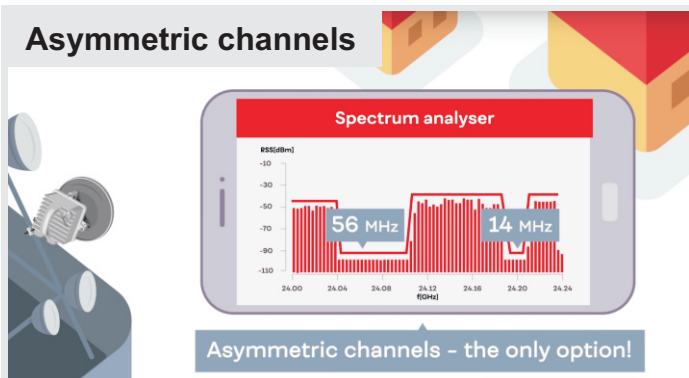 Asymmetric channels
Spectrum analyser
RSS[dBm]
-10
-30
-50
-70
-90
-110
56 MHz
14 MHz
24.00 24.04 24.08 24.12 24.16 24.20 24.24
f[GHz]
Asymmetric channels - the only option!